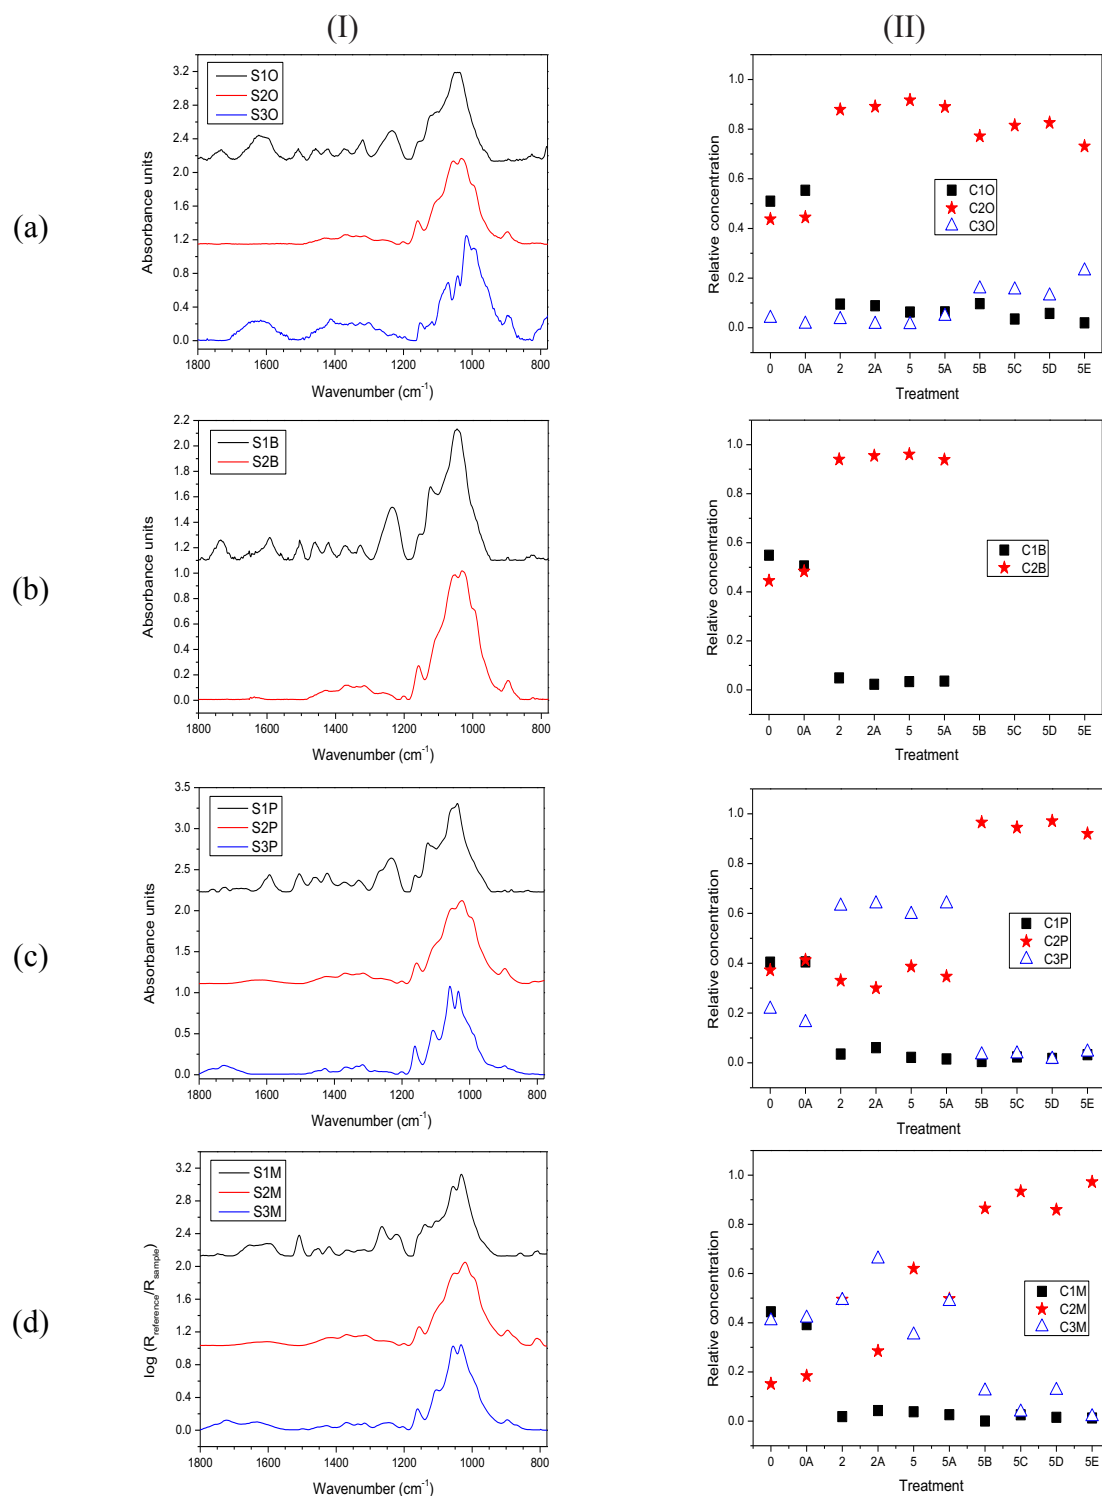 (I)
(II)
(a)
3.2
2.4
1.6
0.8
0.0
Absorbance units
S1O
S2O
S3O
1800 1600 1400 1200 1000 800
Wavenumber (cm-1)
1.0
0.8
0.6
0.4
0.2
0.0
Relative concentration
C1O
C2O
C3O
0 0A 2 2A 5 5A 5B 5C 5D 5E
Treatment
(b)
2.2
2.0
1.8
1.6
1.4
1.2
1.0
0.8
0.6
0.4
0.2
0.0
Absorbance units
S1B
S2B
1800 1600 1400 1200 1000 800
Wavenumber (cm-1)
1.0
0.8
0.6
0.4
0.2
0.0
Relative concentration
C1B
C2B
0 0A 2 2A 5 5A 5B 5C 5D 5E
Treatment
(c)
3.5
3.0
2.5
2.0
1.5
1.0
0.5
0.0
Absorbance units
S1P
S2P
S3P
1800 1600 1400 1200 1000 800
Wavenumber (cm-1)
1.0
0.8
0.6
0.4
0.2
0.0
Relative concentration
C1P
C2P
C3P
0 0A 2 2A 5 5A 5B 5C 5D 5E
Treatment
(d)
3.2
2.4
1.6
1.2
0.8
0.4
0.0
log (Rreference/Rsample)
S1M
S2M
S3M
1800 1600 1400 1200 1000 800
Wavenumber (cm-1)
1.0
0.8
0.6
0.4
0.2
0.0
Relative concentration
C1M
C2M
C3M
0 0A 2 2A 5 5A 5B 5C 5D 5E
Treatment